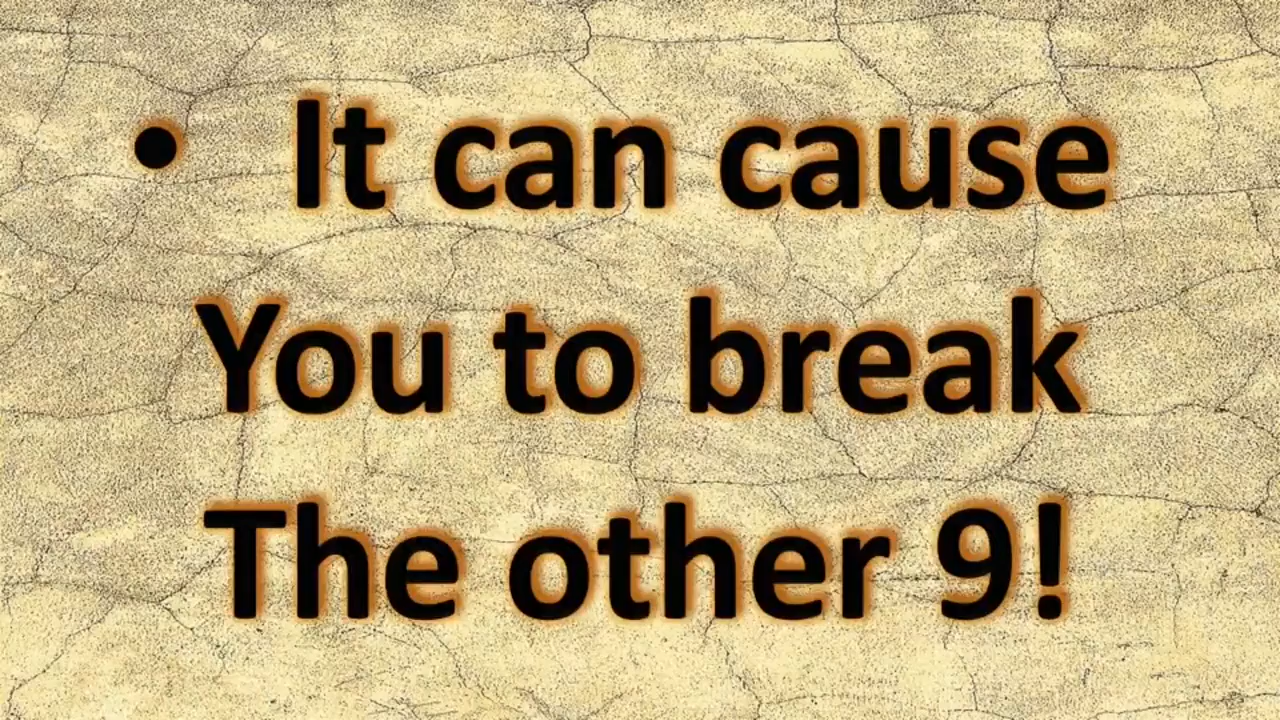 • It can cause
You to break
The other 9!